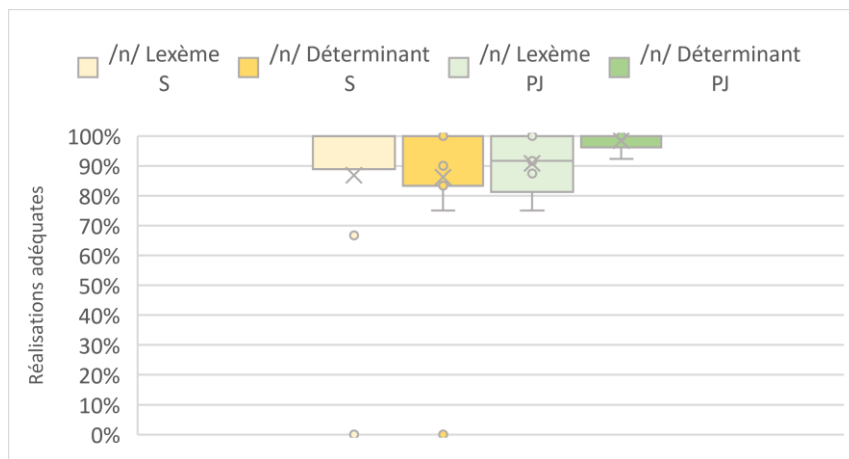 /n/ Lexème S
/n/ Déterminant S
/n/ Lexème PJ
/n/ Déterminant PJ
Réalisations adéquates
100%
90%
80%
70%
60%
50%
40%
30%
20%
10%
0%